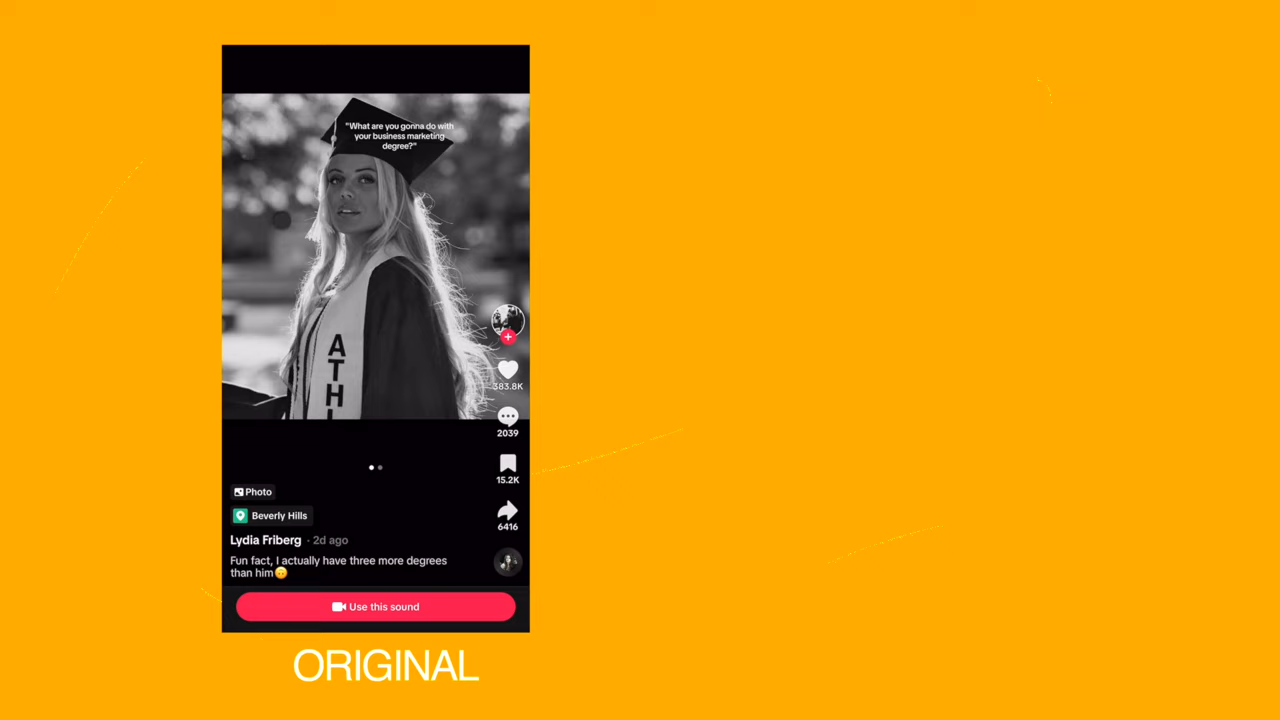 "What are you gonna do with
your business marketing
degree?"
ATHL
383.8K
2039
15.2K
6416
Photo
Beverly Hills
Lydia Friberg · 2d ago
Fun fact, I actually have three more degrees
than him🙃
Use this sound
ORIGINAL